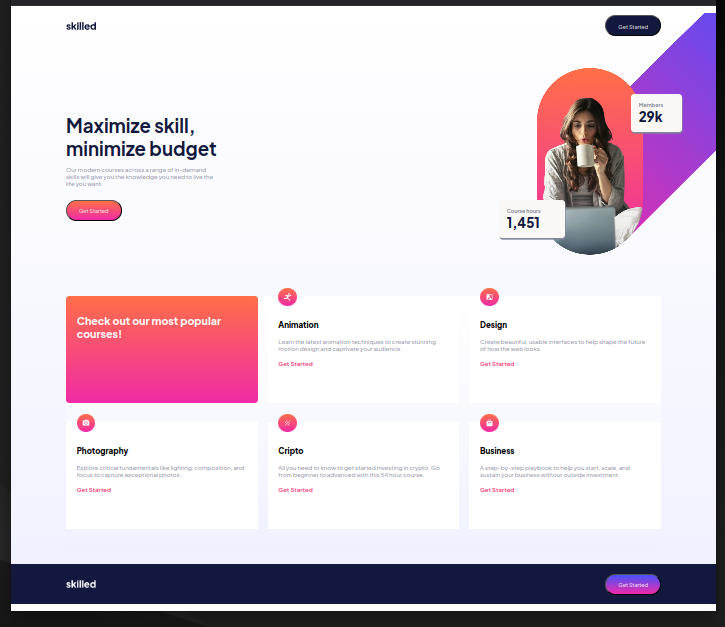 skilled
Get Started
Maximize skill,
minimize budget
Our modern courses across a range of in-demand
skills will give you the knowledge you need to live the
life you want.
Get Started
Members
29k
Course hours
1,451
Check out our most popular
courses!
Animation
Learn the latest animation techniques to create stunning
motion design and captivate your audience.
Get Started
Design
Create beautiful, usable interfaces to help shape the future
of how the web looks.
Get Started
Photography
Explore critical fundamentals like lighting, composition, and
focus to capture exceptional photos.
Get Started
Cripto
All you need to know to get started investing in crypto. Go
from beginner to advanced with this 54 hour course.
Get Started
Business
A step-by-step playbook to help you start, scale, and
sustain your business without outside investment.
Get Started
skilled
Get Started